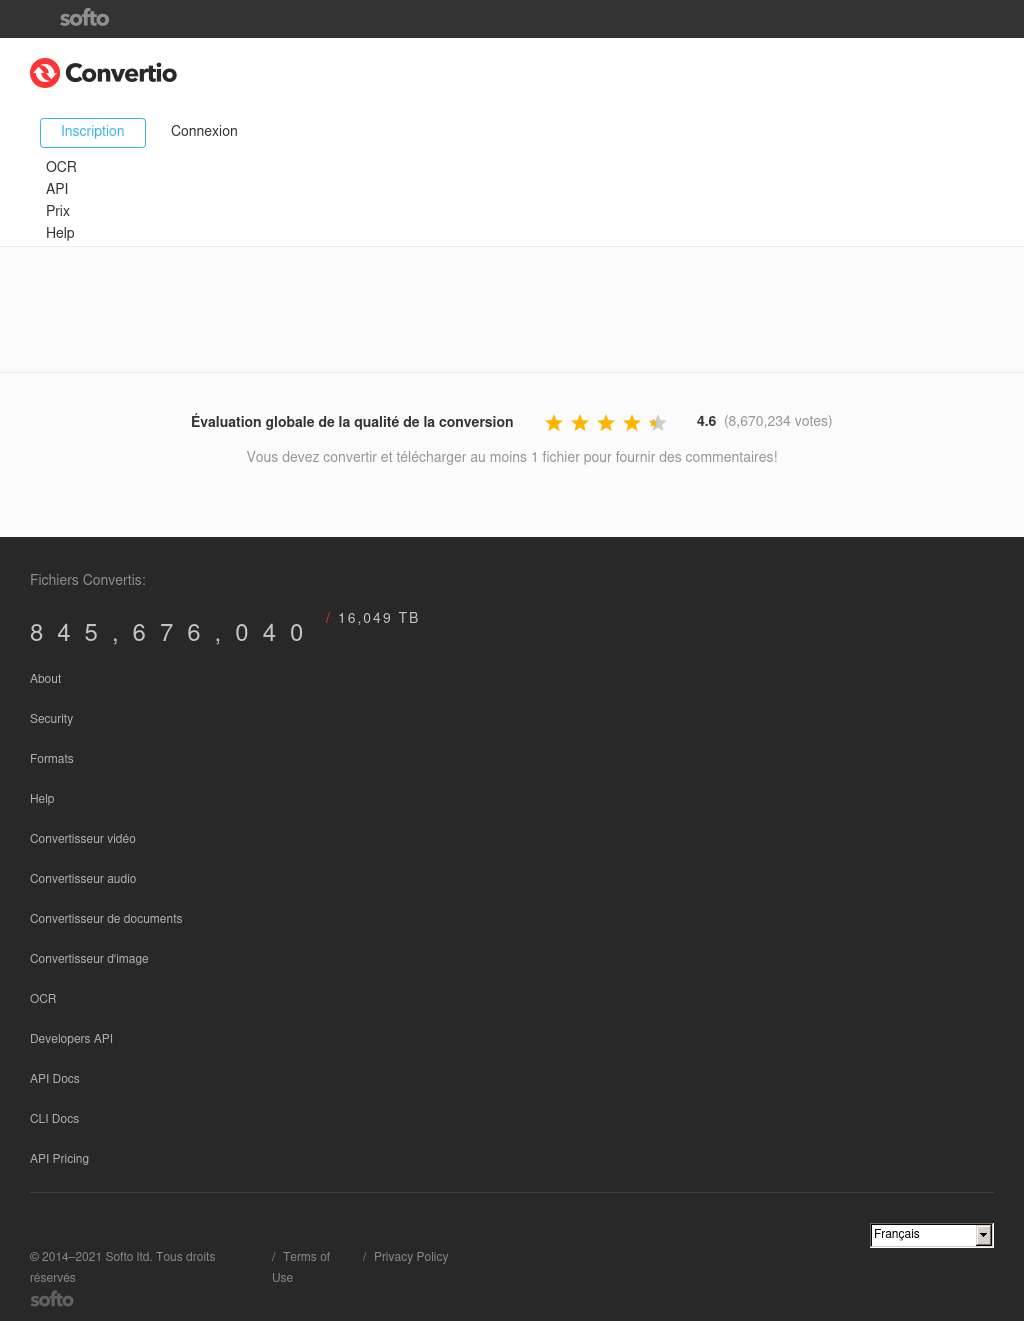 softo
Convertio
Inscription Connexion
OCR
API
Prix
Help
Évaluation globale de la qualité de la conversion 4.6 (8,670,234 votes)
Vous devez convertir et télécharger au moins 1 fichier pour fournir des commentaires!
Fichiers Convertis:
845,676,040 / 16,049 TB
About
Security
Formats
Help
Convertisseur vidéo
Convertisseur audio
Convertisseur de documents
Convertisseur d'image
OCR
Developers API
API Docs
CLI Docs
API Pricing
Français
© 2014–2021 Softo ltd. Tous droits réservés
/ Terms of Use
/ Privacy Policy
softo